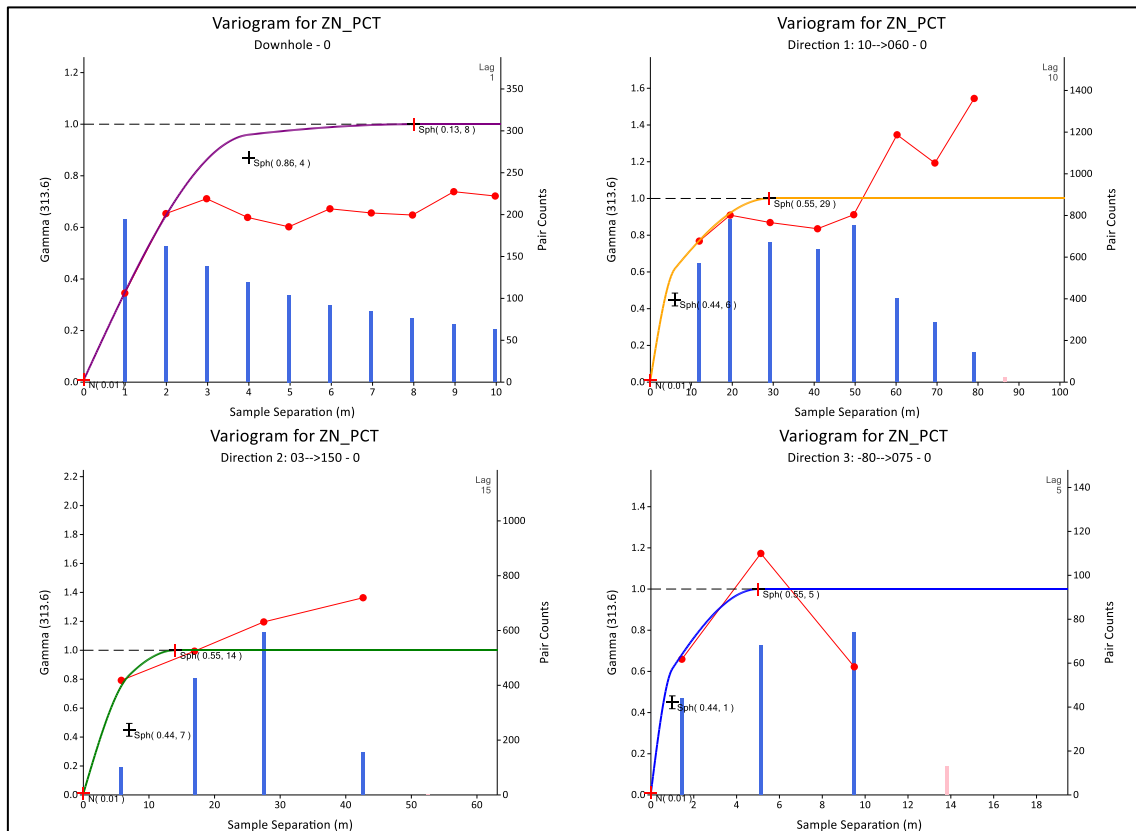 Variogram for ZN_PCT
Downhole - 0
Lag
1
Gamma (313.6)
Pair Counts
1.2
1.0
0.8
0.6
0.4
0.2
0.0
350
300
250
200
150
100
50
0
Sph( 0.13, 8 )
Sph( 0.86, 4 )
N( 0.01 )
0 1 2 3 4 5 6 7 8 9 10
Sample Separation (m)
Variogram for ZN_PCT
Direction 1: 10-->060 - 0
Lag
10
Gamma (313.6)
Pair Counts
1.6
1.4
1.2
1.0
0.8
0.6
0.4
0.2
0.0
1400
1200
1000
800
600
400
200
0
Sph( 0.55, 29 )
Sph( 0.44, 6 )
N( 0.01 )
0 10 20 30 40 50 60 70 80 90 100
Sample Separation (m)
Variogram for ZN_PCT
Direction 2: 03-->150 - 0
Lag
15
Gamma (313.6)
Pair Counts
2.2
2.0
1.8
1.6
1.4
1.2
1.0
0.8
0.6
0.4
0.2
0.0
1000
800
600
400
200
0
Sph( 0.55, 14 )
Sph( 0.44, 7 )
N( 0.01 )
0 10 20 30 40 50 60
Sample Separation (m)
Variogram for ZN_PCT
Direction 3: -80-->075 - 0
Lag
5
Gamma (313.6)
Pair Counts
1.4
1.2
1.0
0.8
0.6
0.4
0.2
0.0
140
120
100
80
60
40
20
0
Sph( 0.55, 5 )
Sph( 0.44, 1 )
N( 0.01 )
0 2 4 6 8 10 12 14 16 18
Sample Separation (m)